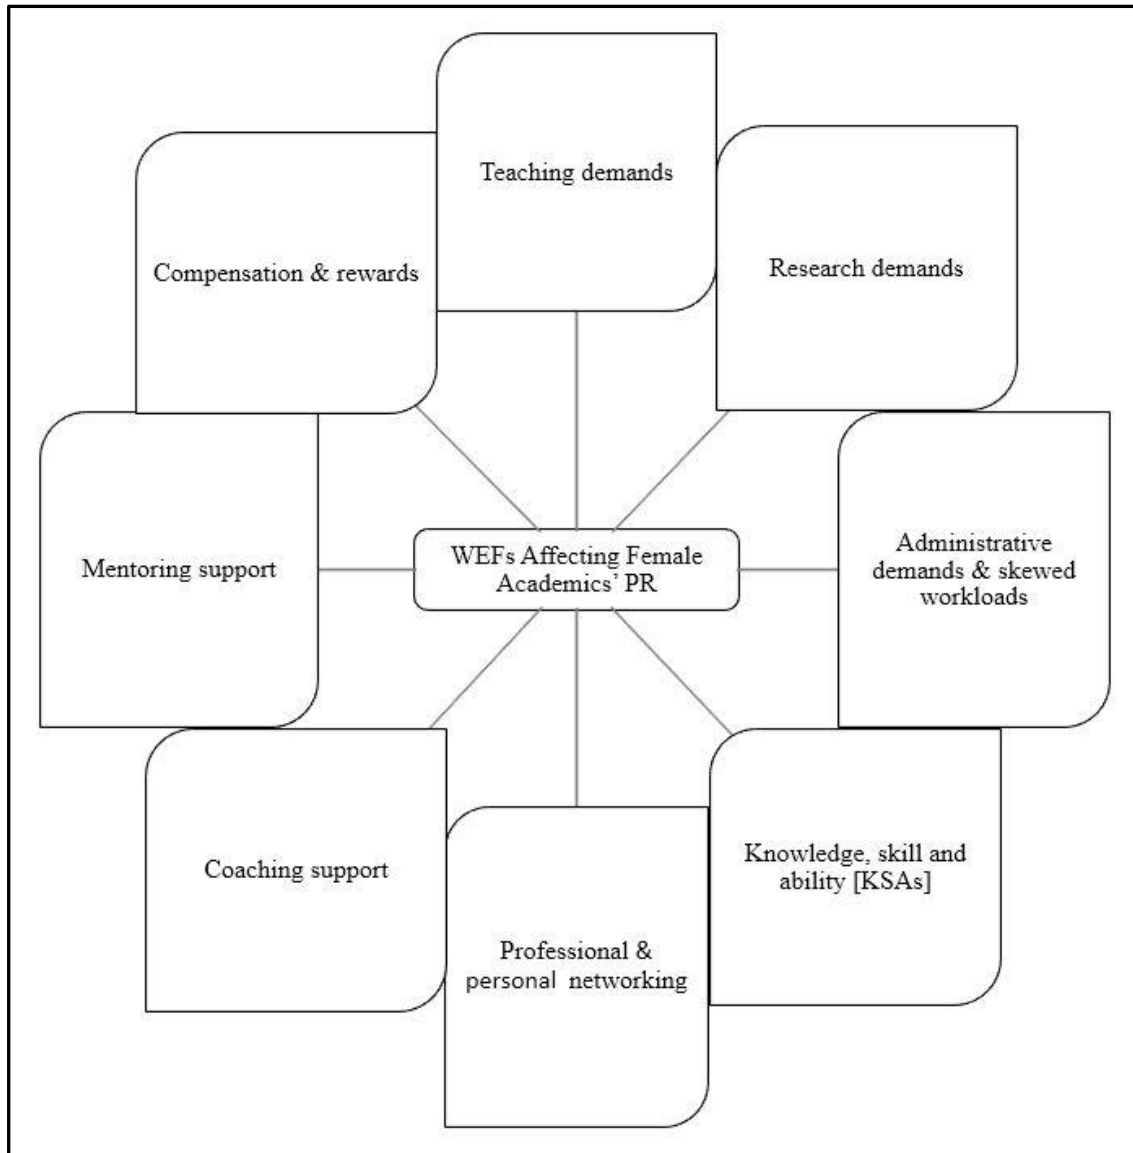 Teaching demands
Research demands
Compensation & rewards
WEFs Affecting Female
Academics’ PR
Administrative
demands & skewed
workloads
Mentoring support
Knowledge, skill and
ability [KSAs]
Coaching support
Professional &
personal networking